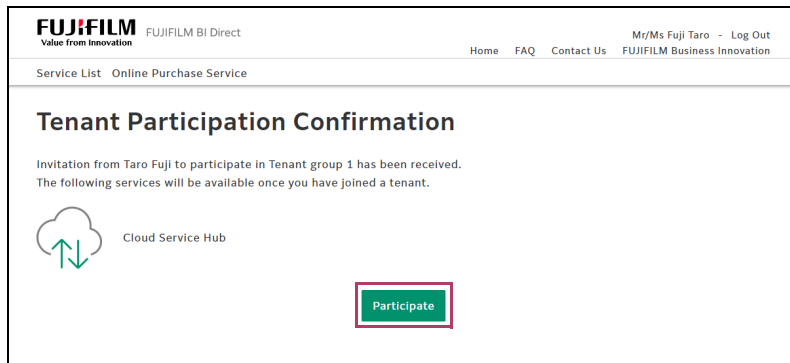 FUJIFILM
Value from Innovation
FUJIFILM BI Direct
Mr/Ms Fuji Taro - Log Out
Home FAQ Contact Us FUJIFILM Business Innovation
Service List Online Purchase Service
Tenant Participation Confirmation
Invitation from Taro Fuji to participate in Tenant group 1 has been received.
The following services will be available once you have joined a tenant.
Cloud Service Hub
Participate